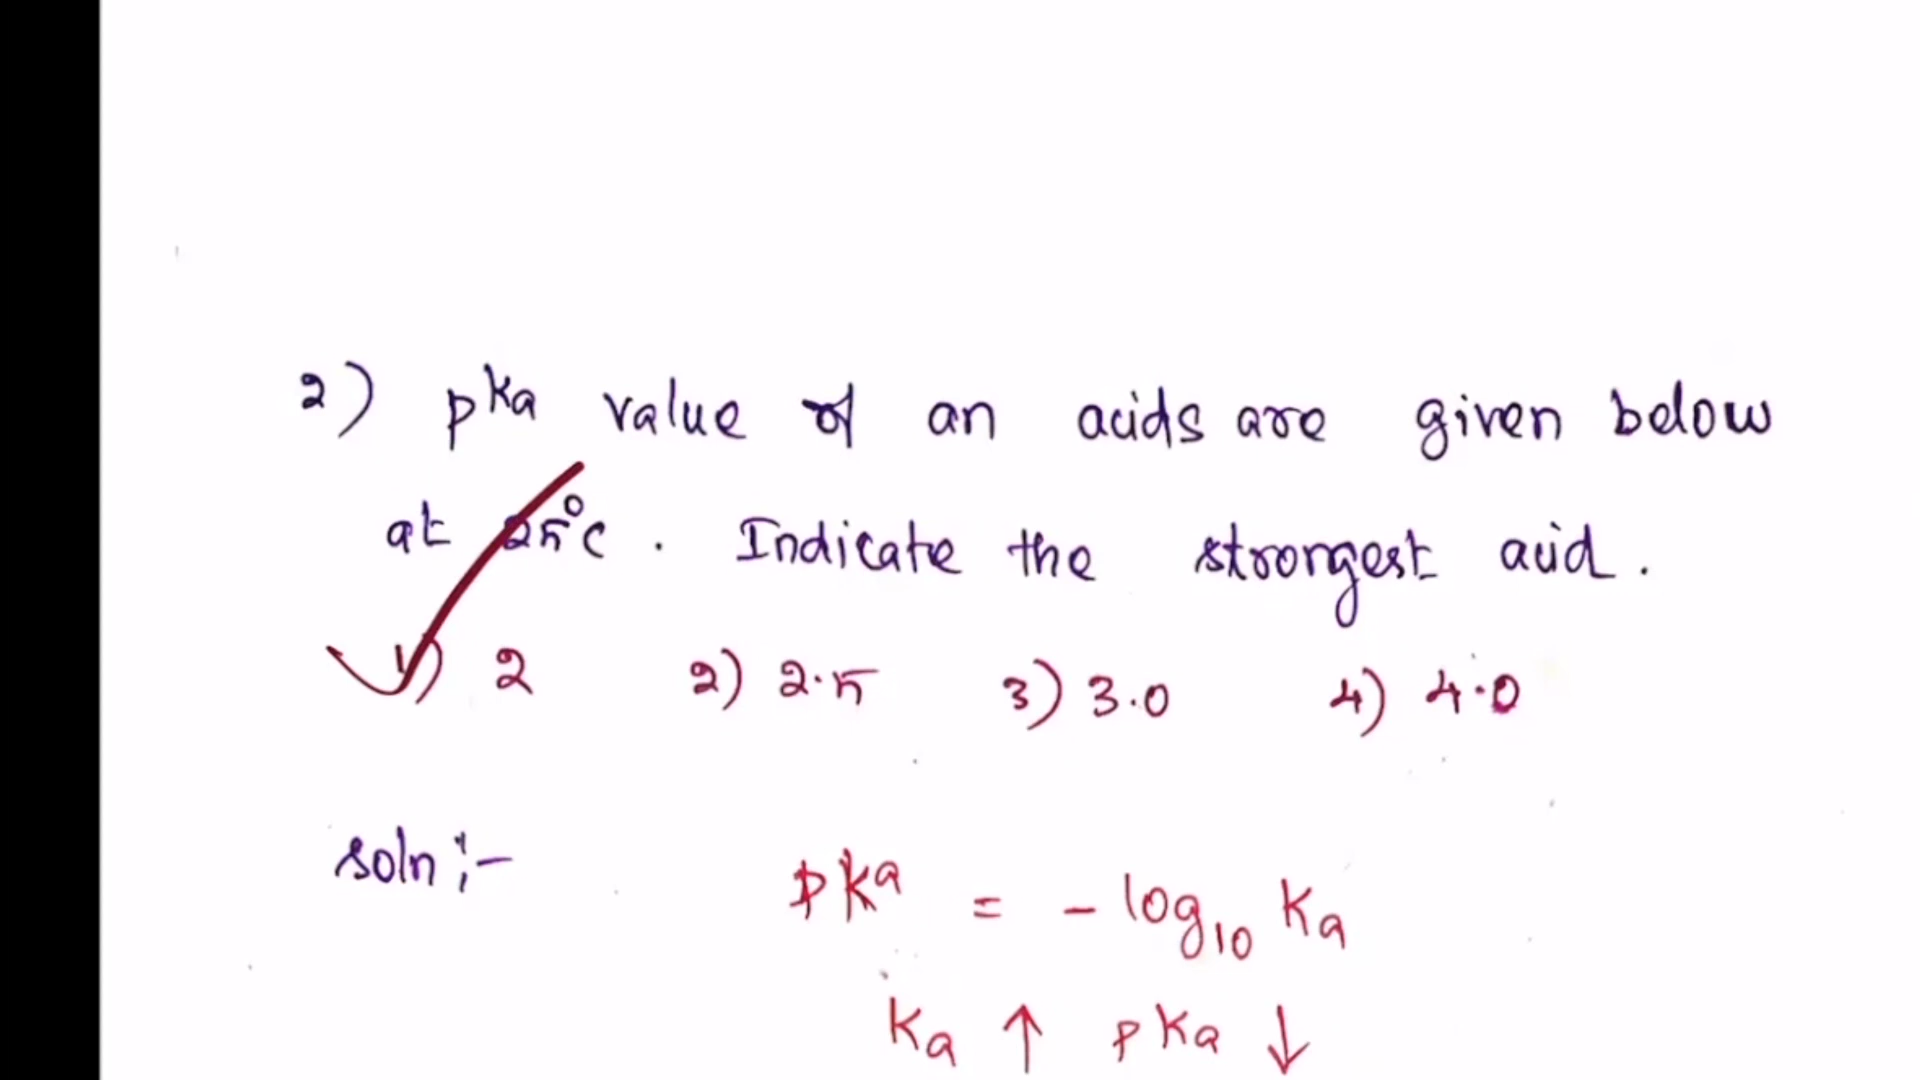 2) pKa value of an acids are given below
at 25°C. Indicate the strongest acid.
1) 2 2) 2.5 3) 3.0 4) 4.0
soln:-
pKa = - log10 Ka
Ka ↑ pKa ↓